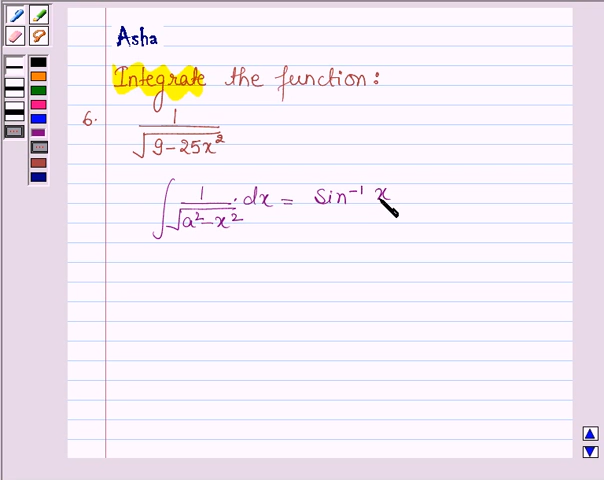 Asha
Integrate the function:
6. 1/√(9-25x²)
∫ 1/√(a²-x²) . dx = sin⁻¹ x